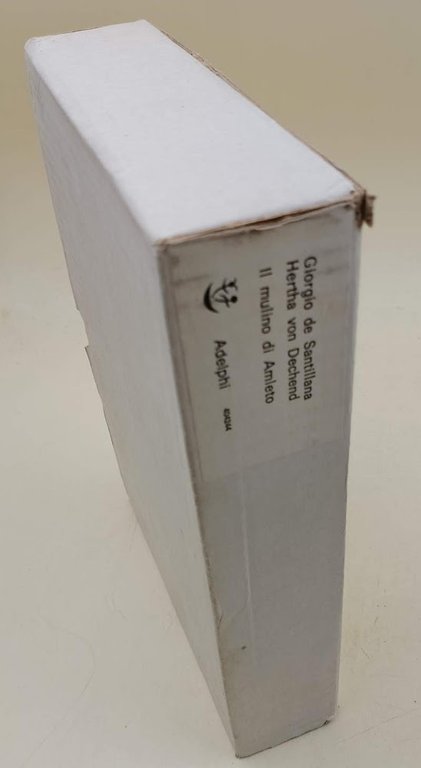 Giorgio de Santillana
Hertha von Dechend
Il mulino di Amleto
Adelphi